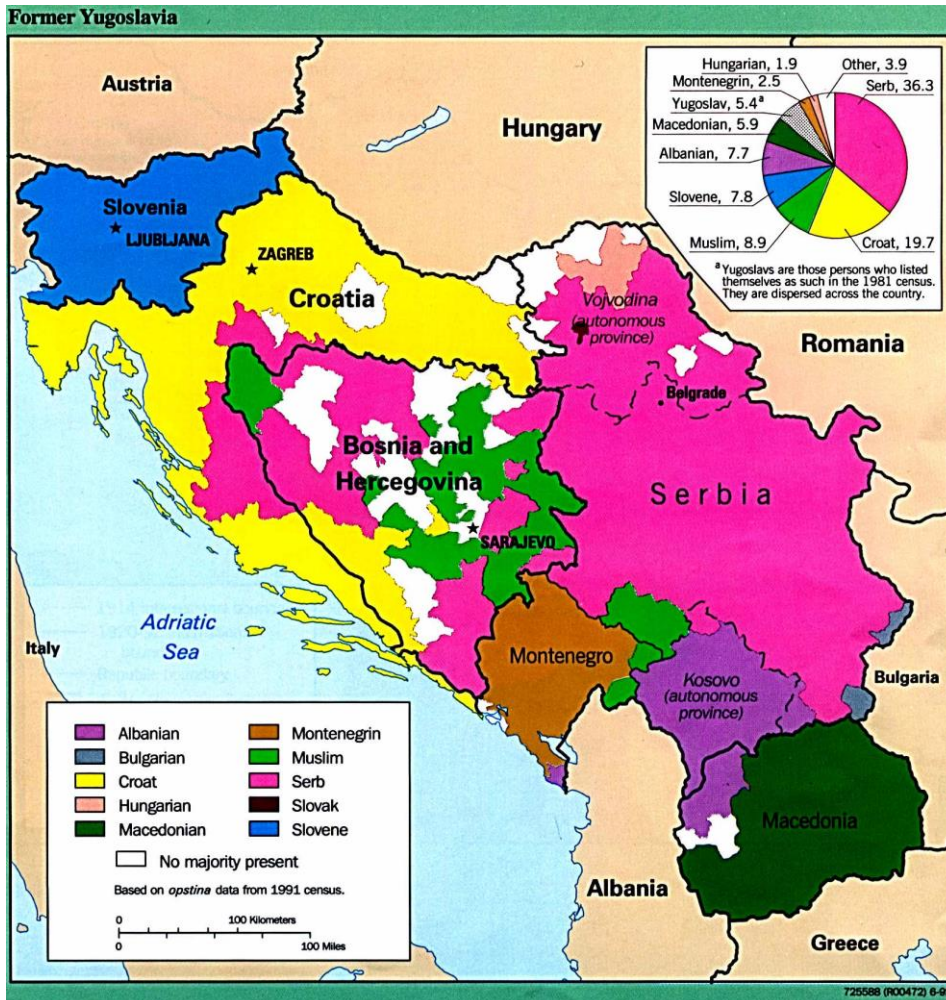 Former Yugoslavia
Austria
Hungary
Hungarian, 1.9
Other, 3.9
Montenegrin, 2.5
Serb, 36.3
Yugoslav, 5.4a
Macedonian, 5.9
Albanian, 7.7
Slovene, 7.8
Muslim, 8.9
Croat, 19.7
a Yugoslavs are those persons who listed
themselves as such in the 1981 census.
They are dispersed across the country.
Slovenia
LJUBLJANA
ZAGREB
Croatia
Vojvodina
(autonomous
province)
Romania
Belgrade
Bosnia and
Hercegovina
Serbia
SARAJEVO
Adriatic
Sea
Italy
Montenegro
Kosovo
(autonomous
province)
Bulgaria
Macedonia
Albania
Greece
Albanian
Bulgarian
Croat
Hungarian
Macedonian
Montenegrin
Muslim
Serb
Slovak
Slovene
No majority present
Based on opstina data from 1991 census.
0 100 Kilometers
0 100 Miles
725588 (R00472) 6-9